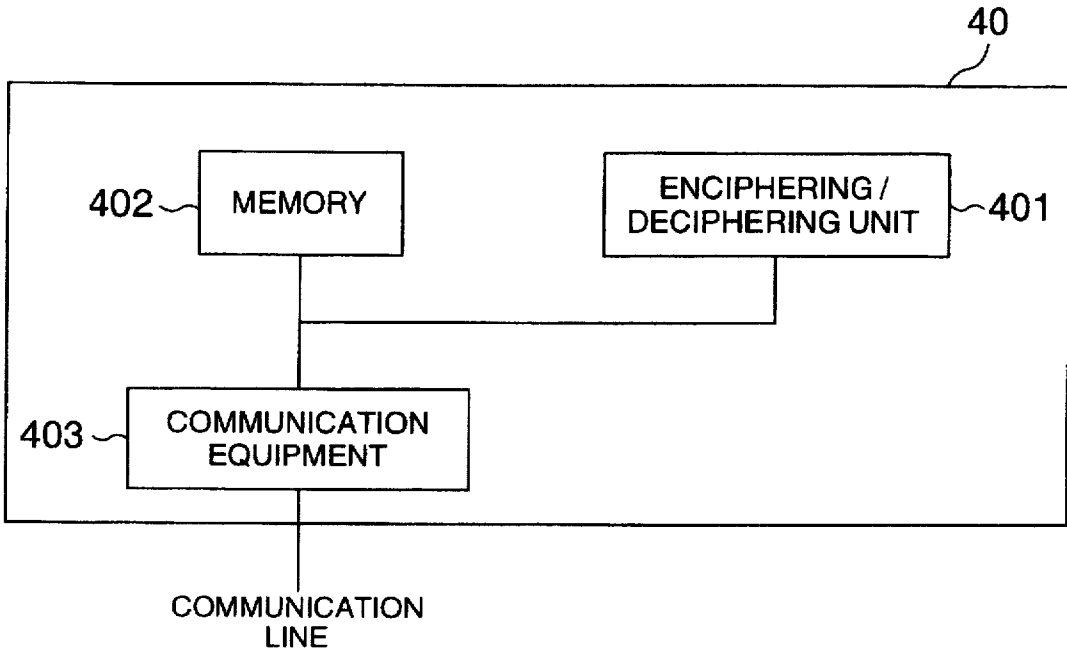 40
402
MEMORY
ENCIPHERING /
DECIPHERING UNIT
401
403
COMMUNICATION
EQUIPMENT
COMMUNICATION
LINE